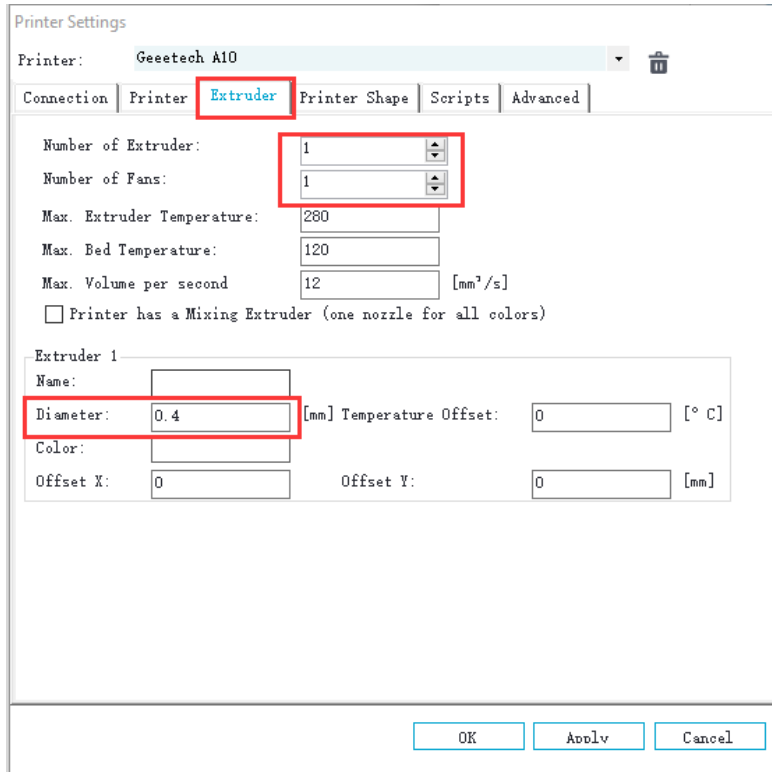 Printer Settings
Printer: Geeetech A10
Connection Printer Extruder Printer Shape Scripts Advanced
Number of Extruder: 1
Number of Fans: 1
Max. Extruder Temperature: 280
Max. Bed Temperature: 120
Max. Volume per second 12 [mm³/s]
Printer has a Mixing Extruder (one nozzle for all colors)
Extruder 1
Name:
Diameter: 0.4 [mm] Temperature Offset: 0 [° C]
Color:
Offset X: 0 Offset Y: 0 [mm]
OK Apply Cancel